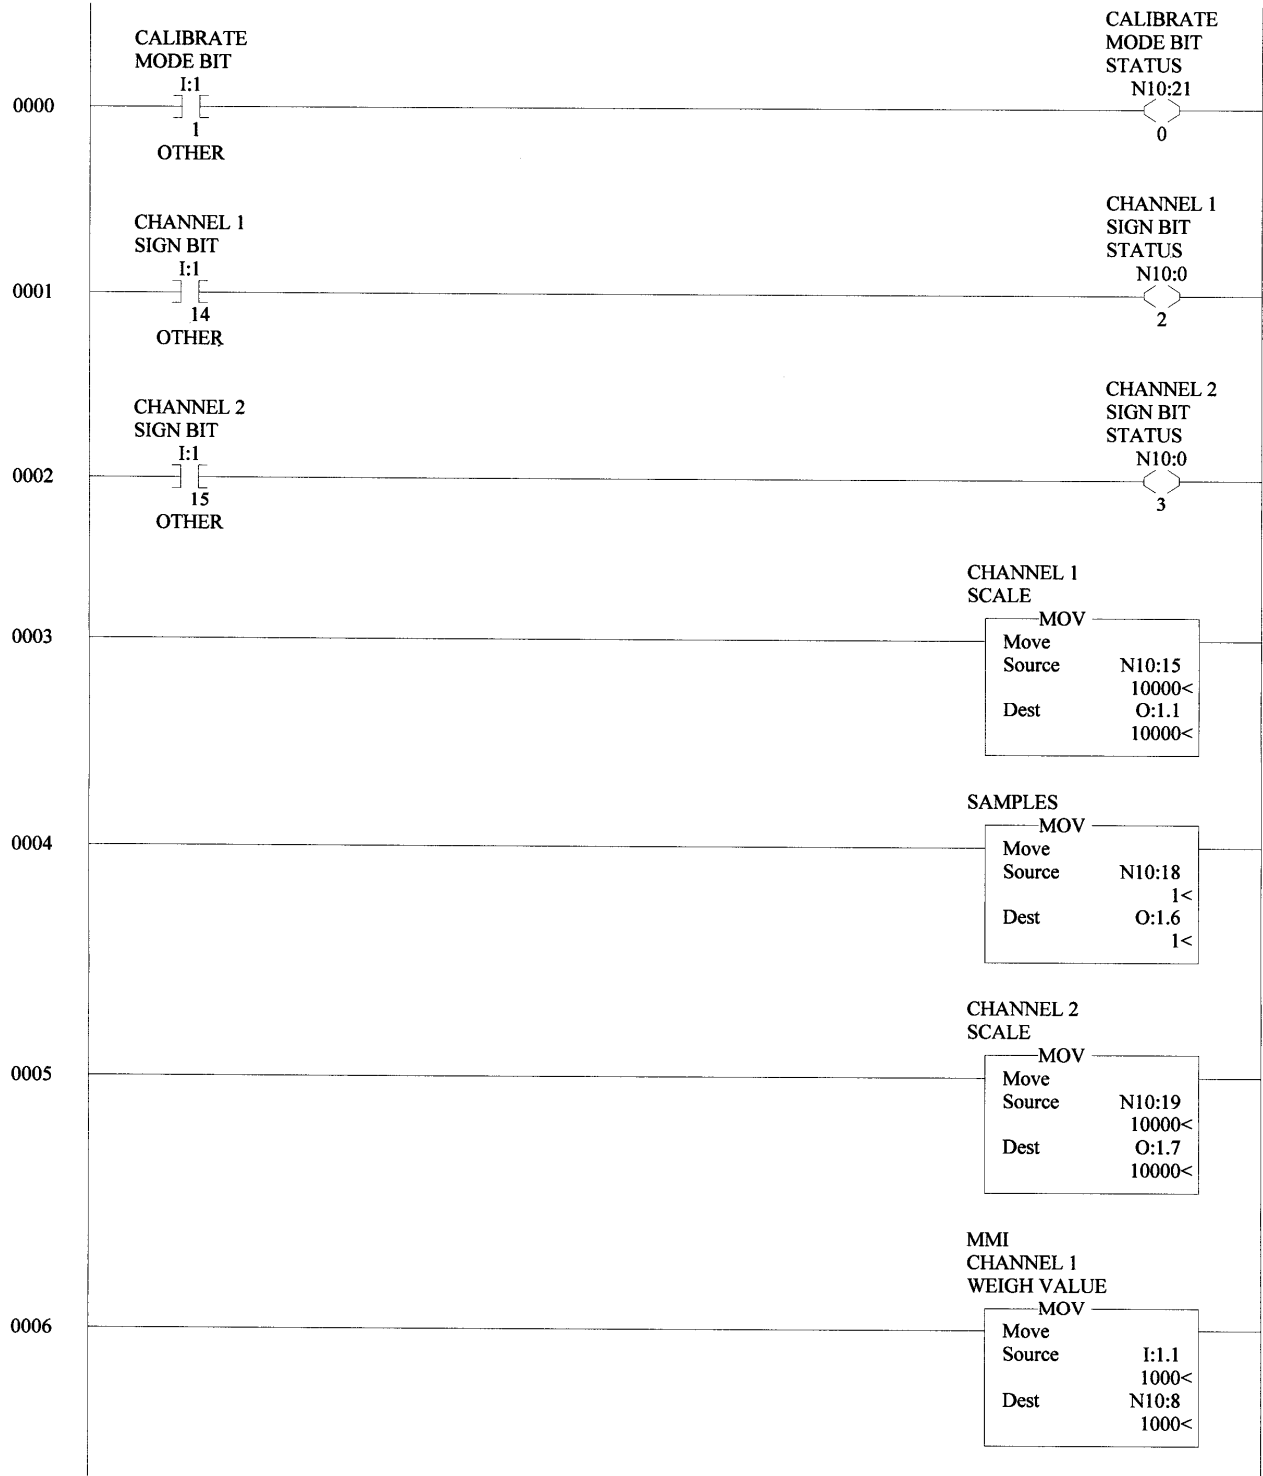 CALIBRATE
MODE BIT
I:1
1
OTHER
0000
CALIBRATE
MODE BIT
STATUS
N10:21
0
CHANNEL 1
SIGN BIT
I:1
14
OTHER
0001
CHANNEL 1
SIGN BIT
STATUS
N10:0
2
CHANNEL 2
SIGN BIT
I:1
15
OTHER
0002
CHANNEL 2
SIGN BIT
STATUS
N10:0
3
0003
CHANNEL 1
SCALE
MOV
Move
Source N10:15
10000<
Dest O:1.1
10000<
0004
SAMPLES
MOV
Move
Source N10:18
1<
Dest O:1.6
1<
0005
CHANNEL 2
SCALE
MOV
Move
Source N10:19
10000<
Dest O:1.7
10000<
0006
MMI
CHANNEL 1
WEIGH VALUE
MOV
Move
Source I:1.1
1000<
Dest N10:8
1000<